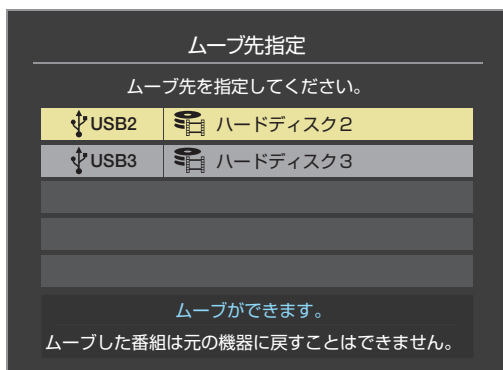 ムーブ先指定
ムーブ先を指定してください。
USB2 ハードディスク2
USB3 ハードディスク3
ムーブができます。
ムーブした番組は元の機器に戻すことはできません。